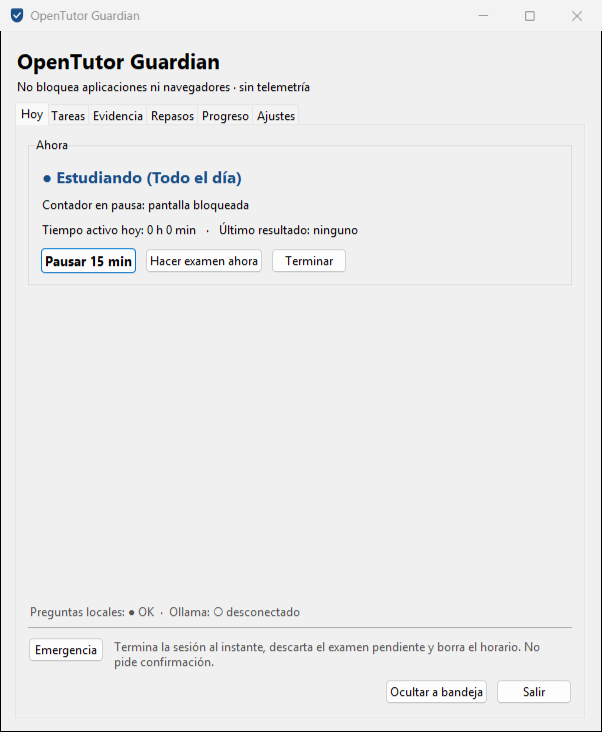 OpenTutor Guardian
OpenTutor Guardian
No bloquea aplicaciones ni navegadores · sin telemetría
Hoy Tareas Evidencia Repasos Progreso Ajustes
Ahora
● Estudiando (Todo el día)
Contador en pausa: pantalla bloqueada
Tiempo activo hoy: 0 h 0 min · Último resultado: ninguno
Pausar 15 min Hacer examen ahora Terminar
Preguntas locales: ● OK · Ollama: ○ desconectado
Emergencia Termina la sesión al instante, descarta el examen pendiente y borra el horario. No
pide confirmación.
Ocultar a bandeja Salir